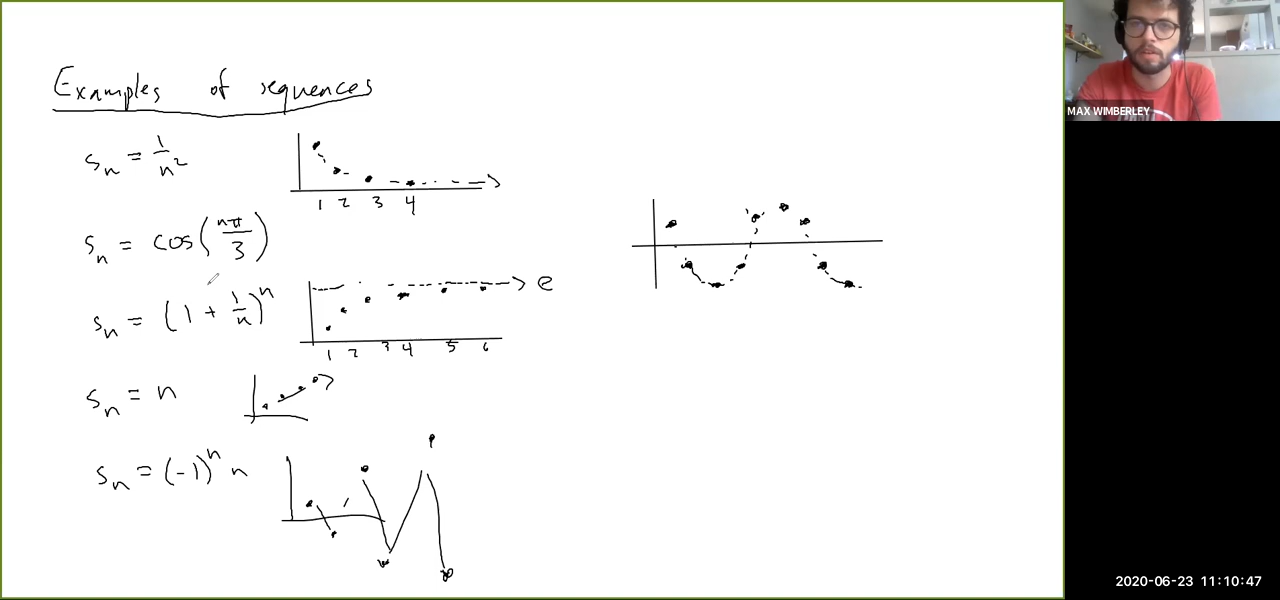 Examples of sequences
MAX WIMBERLEY
s_n = 1/n^2
1 2 3 4
s_n = cos(nπ/3)
s_n = (1 + 1/n)^n
e
1 2 3 4 5 6
s_n = n
s_n = (-1)^n n
2020-06-23 11:10:47